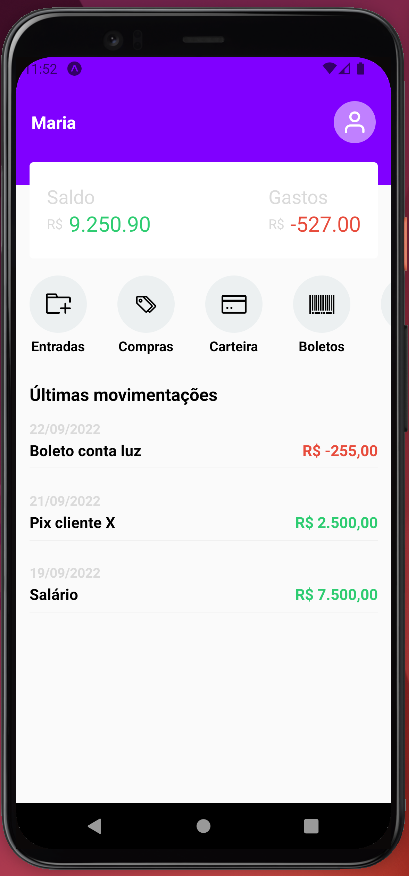 11:52
Maria
Saldo Gastos
R$ 9.250.90 R$ -527.00
Entradas Compras Carteira Boletos
Últimas movimentações
22/09/2022
Boleto conta luz R$ -255,00
21/09/2022
Pix cliente X R$ 2.500,00
19/09/2022
Salário R$ 7.500,00